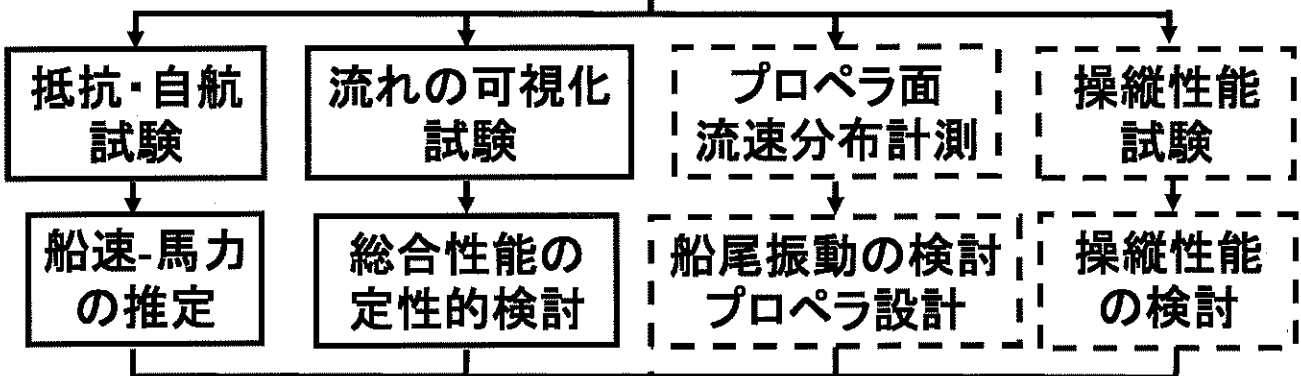 抵抗・自航
試験
流れの可視化
試験
プロペラ面
流速分布計測
操縦性能
試験
船速-馬力
の推定
総合性能の
定性的検討
船尾振動の検討
プロペラ設計
操縦性能
の検討